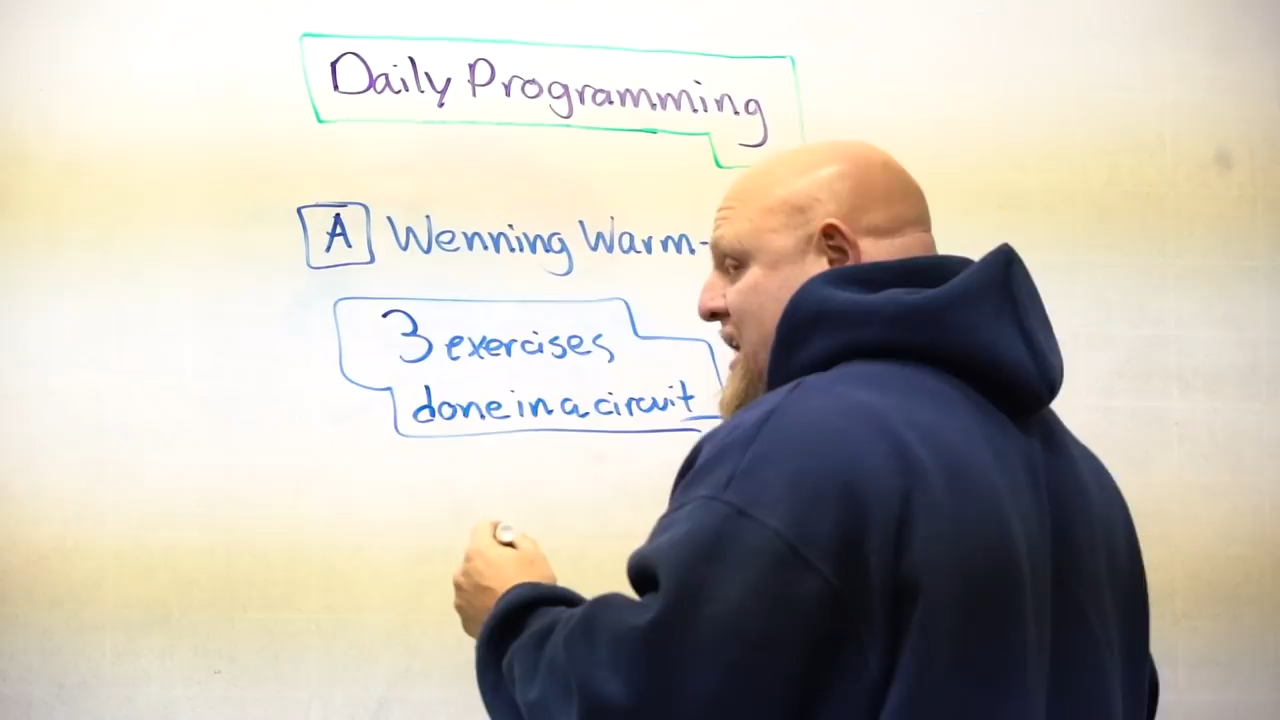 Daily Programming
A Wenning Warm-
3 exercises
done in a circuit